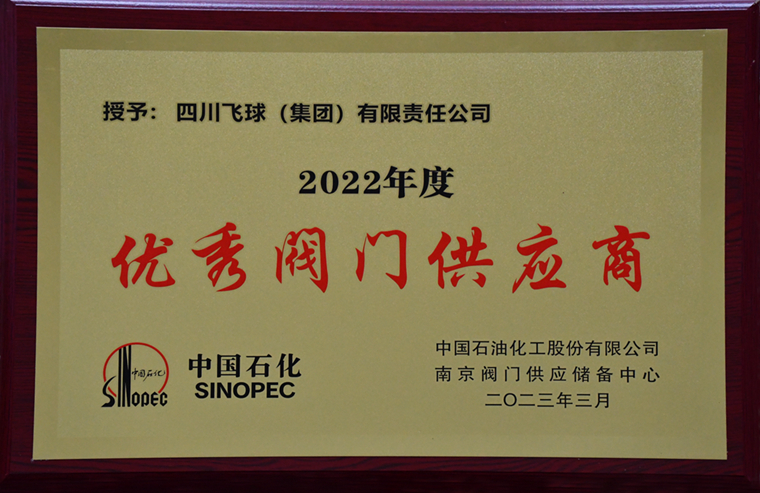 授予：四川飞球（集团）有限责任公司
2022年度
优秀阀门供应商
中国石化
SINOPEC
中国石化
SINOPEC
中国石油化工股份有限公司
南京阀门供应储备中心
二〇二三年三月